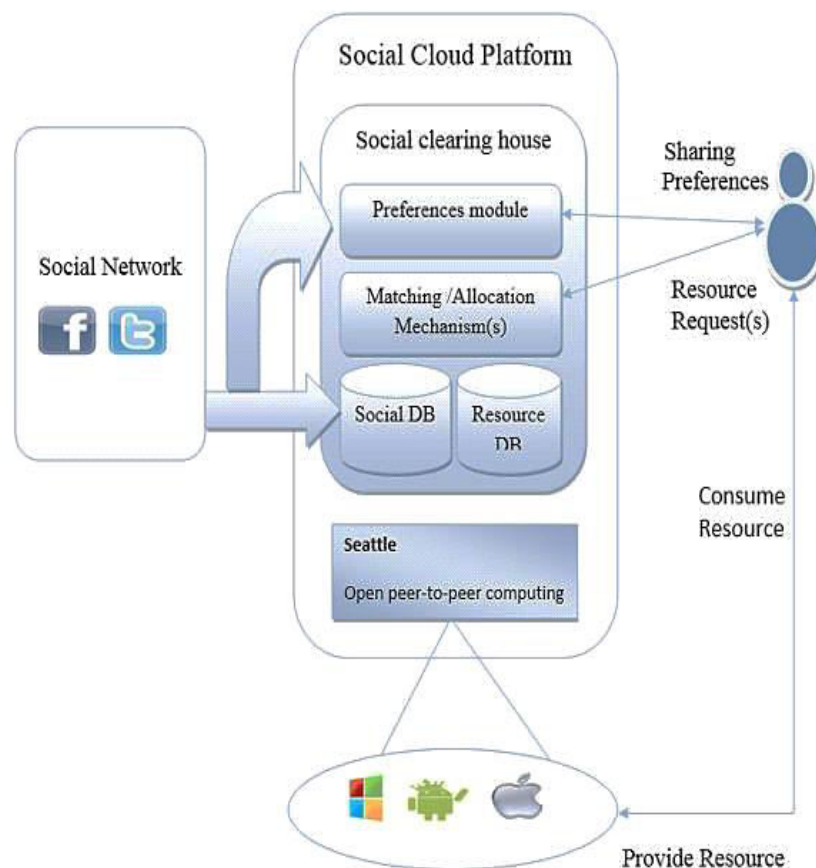 Social Cloud Platform
Social clearing house
Preferences module
Matching /Allocation
Mechanism(s)
Social DB
Resource
DB
Seattle
Open peer-to-peer computing
Social Network
f
t
Sharing
Preferences
Resource
Request(s)
Consume
Resource
Provide Resource